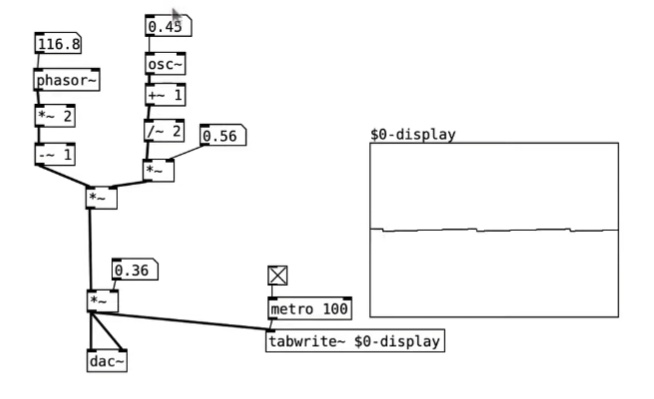 0.45
116.8
osc~
phasor~
+~ 1
*~ 2
/~ 2
0.56
$0-display
-~ 1
*~
*~
0.36
*~
metro 100
tabwrite~ $0-display
dac~